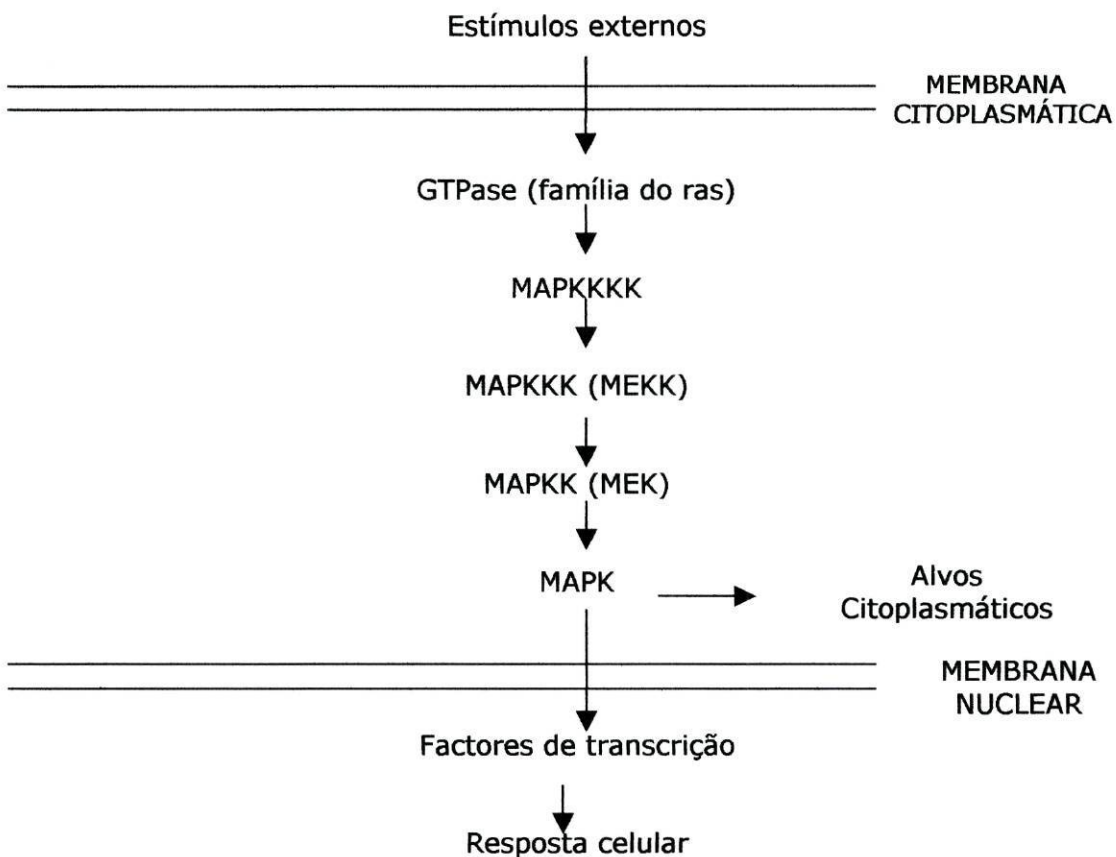 Estímulos externos
MEMBRANA
CITOPLASMÁTICA
GTPase (família do ras)
MAPKKKK
MAPKKK (MEKK)
MAPKK (MEK)
MAPK
Alvos
Citoplasmáticos
MEMBRANA
NUCLEAR
Factores de transcrição
Resposta celular